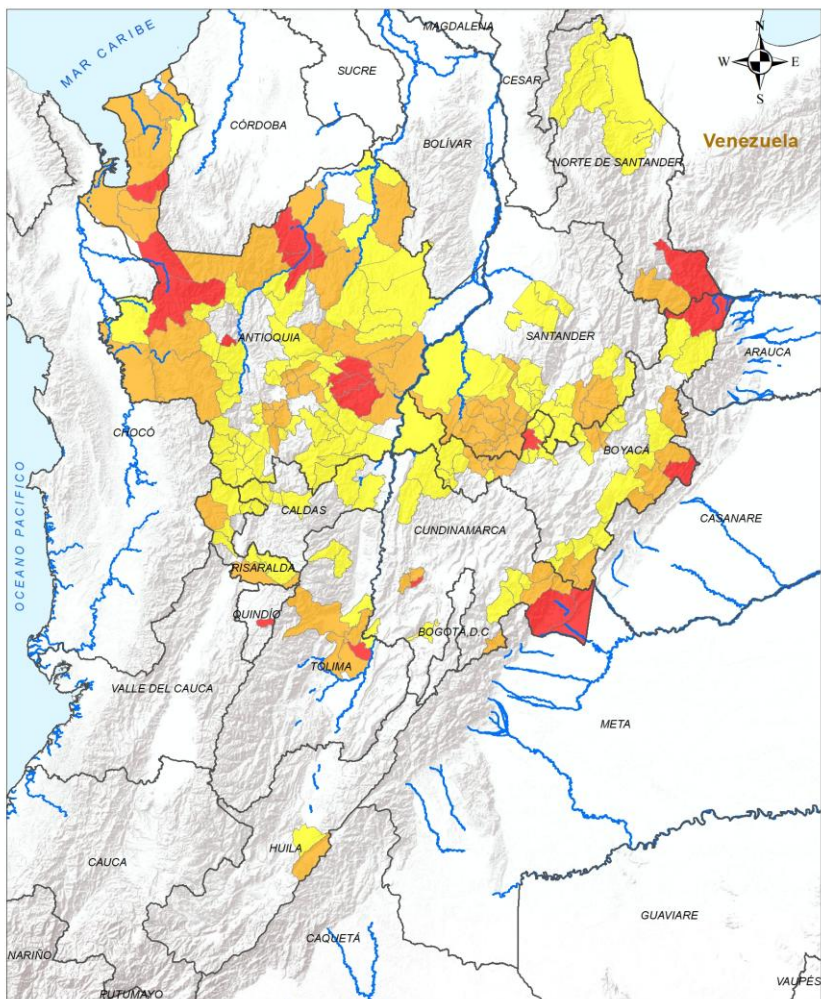 MAGDALENA
N
MAR CARIBE
SUCRE
CESAR
W
E
S
CÓRDOBA
BOLÍVAR
Venezuela
NORTE DE SANTANDER
ANTIOQUIA
SANTANDER
ARAUCA
CHOCÓ
BOYACA
OCEANO PACIFICO
CALDAS
CASANARE
CUNDINAMARCA
RISARALDA
QUINDÍO
BOGOTÁ D.C
TOLIMA
VALLE DEL CAUCA
META
HUILA
CAUCA
GUAVIARE
CAQUETÁ
NARIÑO
VAUPÉS
PUTUMAYO